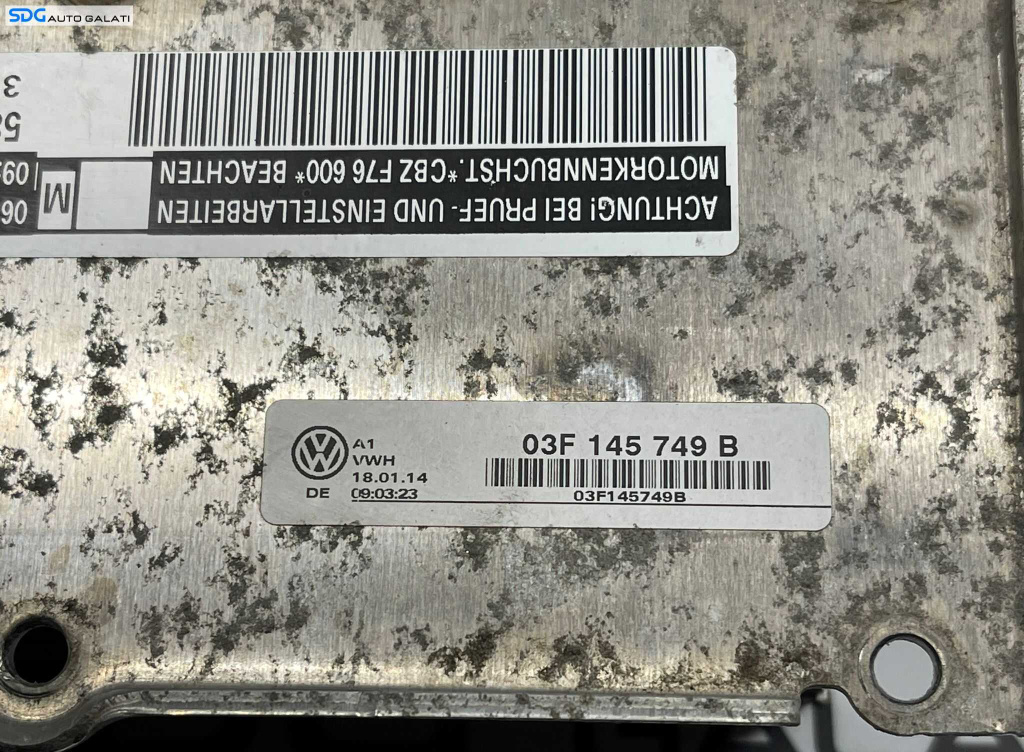 SDG AUTO GALATI
ACHTUNG! BEI PRUEF- UND EINSTELLARBEITEN
MOTORKENNBUCHST. *CBZ F76 600* BEACHTEN
M
A1
VWH
18.01.14
DE 09:03:23
03F 145 749 B
03F145749B